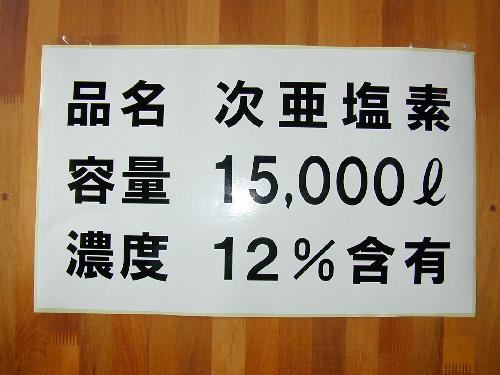 品名 次亜塩素
容量 15,000ℓ
濃度 12%含有